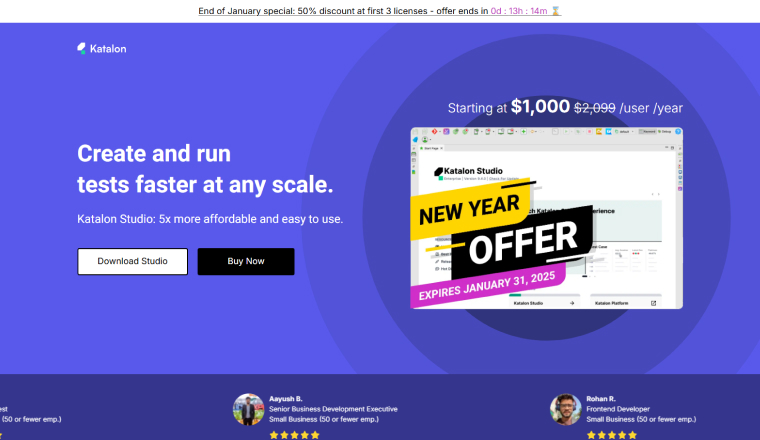 End of January special: 50% discount at first 3 licenses - offer ends in 0d : 13h : 14m ⌛
Katalon
Starting at $1,000 $2,099 /user /year
Create and run
tests faster at any scale.
Katalon Studio: 5x more affordable and easy to use.
Download Studio
Buy Now
Start Page
Katalon Studio
NEW YEAR
OFFER
EXPIRES JANUARY 31, 2025
Katalon Studio
Katalon Platform
est
(50 or fewer emp.)
Aayush B.
Senior Business Development Executive
Small Business (50 or fewer emp.)
Rohan R.
Frontend Developer
Small Business (50 or fewer emp.)